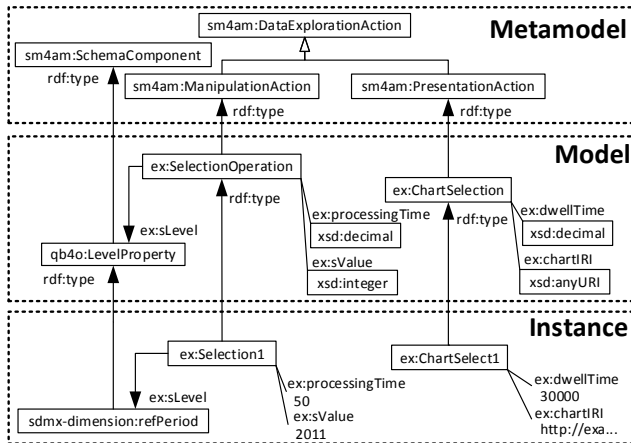 Metamodel
sm4am:DataExplorationAction
sm4am:SchemaComponent
rdf:type
sm4am:ManipulationAction
sm4am:PresentationAction
rdf:type
rdf:type
Model
ex:SelectionOperation
rdf:type
ex:ChartSelection
rdf:type
ex:processingTime
xsd:decimal
ex:dwellTime
xsd:decimal
ex:sLevel
qb4o:LevelProperty
rdf:type
ex:sValue
xsd:integer
ex:chartIRI
xsd:anyURI
Instance
ex:Selection1
ex:ChartSelect1
ex:processingTime
50
ex:dwellTime
30000
ex:sLevel
sdmx-dimension:refPeriod
ex:sValue
2011
ex:chartIRI
http://exa...